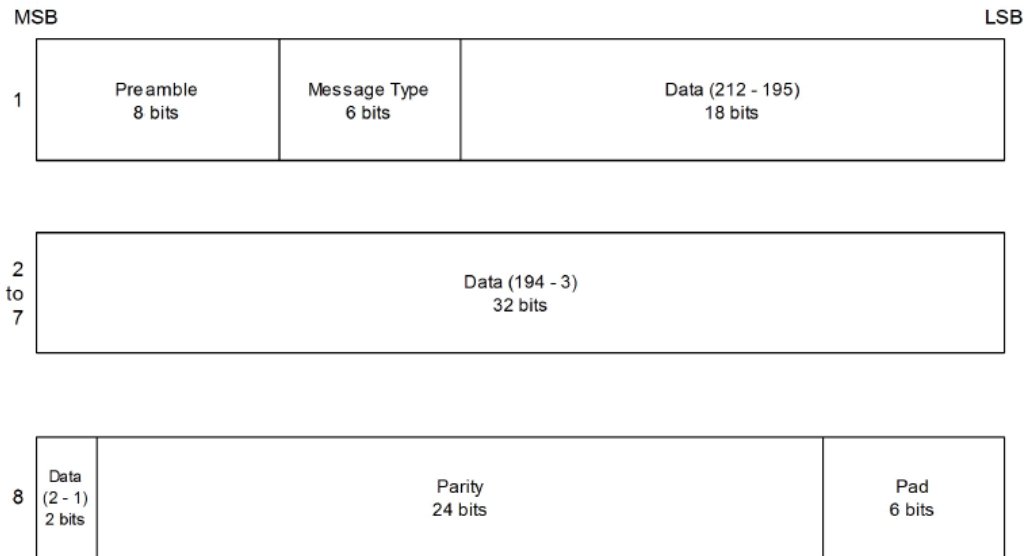 MSB LSB
1 Preamble Message Type Data (212 - 195)
8 bits 6 bits 18 bits
2
to
7
Data (194 - 3)
32 bits
8
Data
(2 - 1)
2 bits
Parity
24 bits
Pad
6 bits